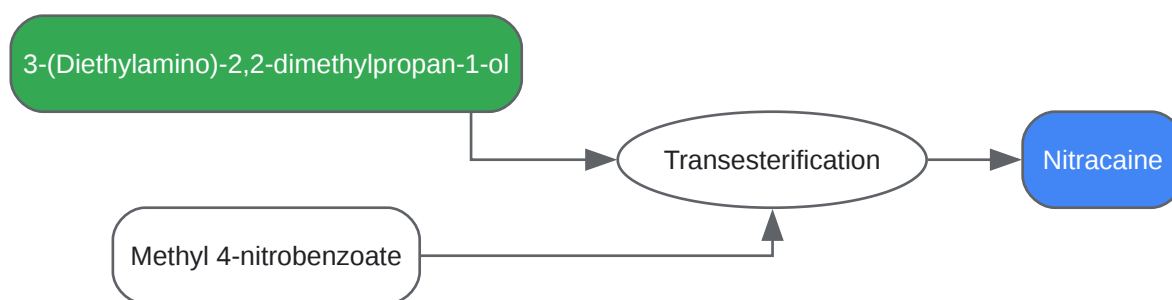 3-(Diethylamino)-2,2-dimethylpropan-1-ol
Transesterification
Nitracaine
Methyl 4-nitrobenzoate